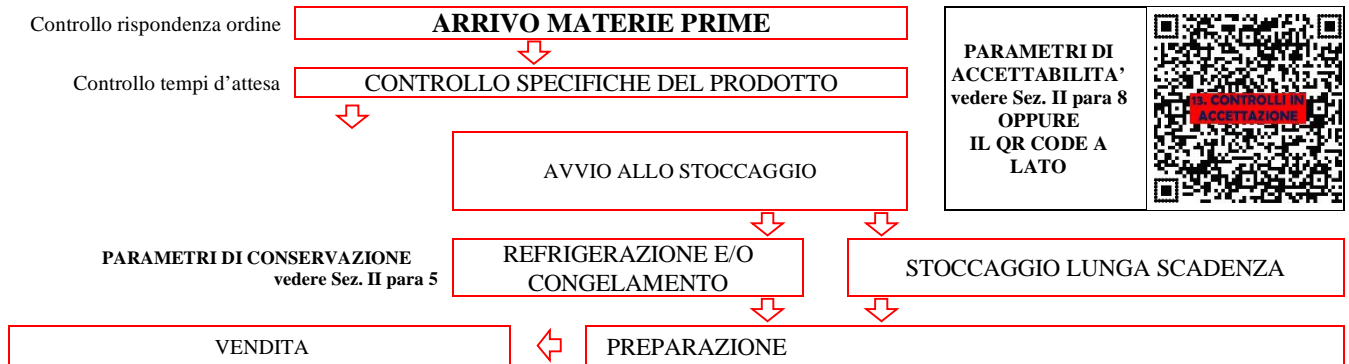 Controllo rispondenza ordine
ARRIVO MATERIE PRIME
Controllo tempi d’attesa
CONTROLLO SPECIFICHE DEL PRODOTTO
PARAMETRI DI
ACCETTABILITA’
vedere Sez. II para 8
OPPURE
IL QR CODE A
LATO
13. CONTROLLI IN
ACCETTAZIONE
AVVIO ALLO STOCCAGGIO
PARAMETRI DI CONSERVAZIONE
vedere Sez. II para 5
REFRIGERAZIONE E/O
CONGELAMENTO
STOCCAGGIO LUNGA SCADENZA
VENDITA
PREPARAZIONE